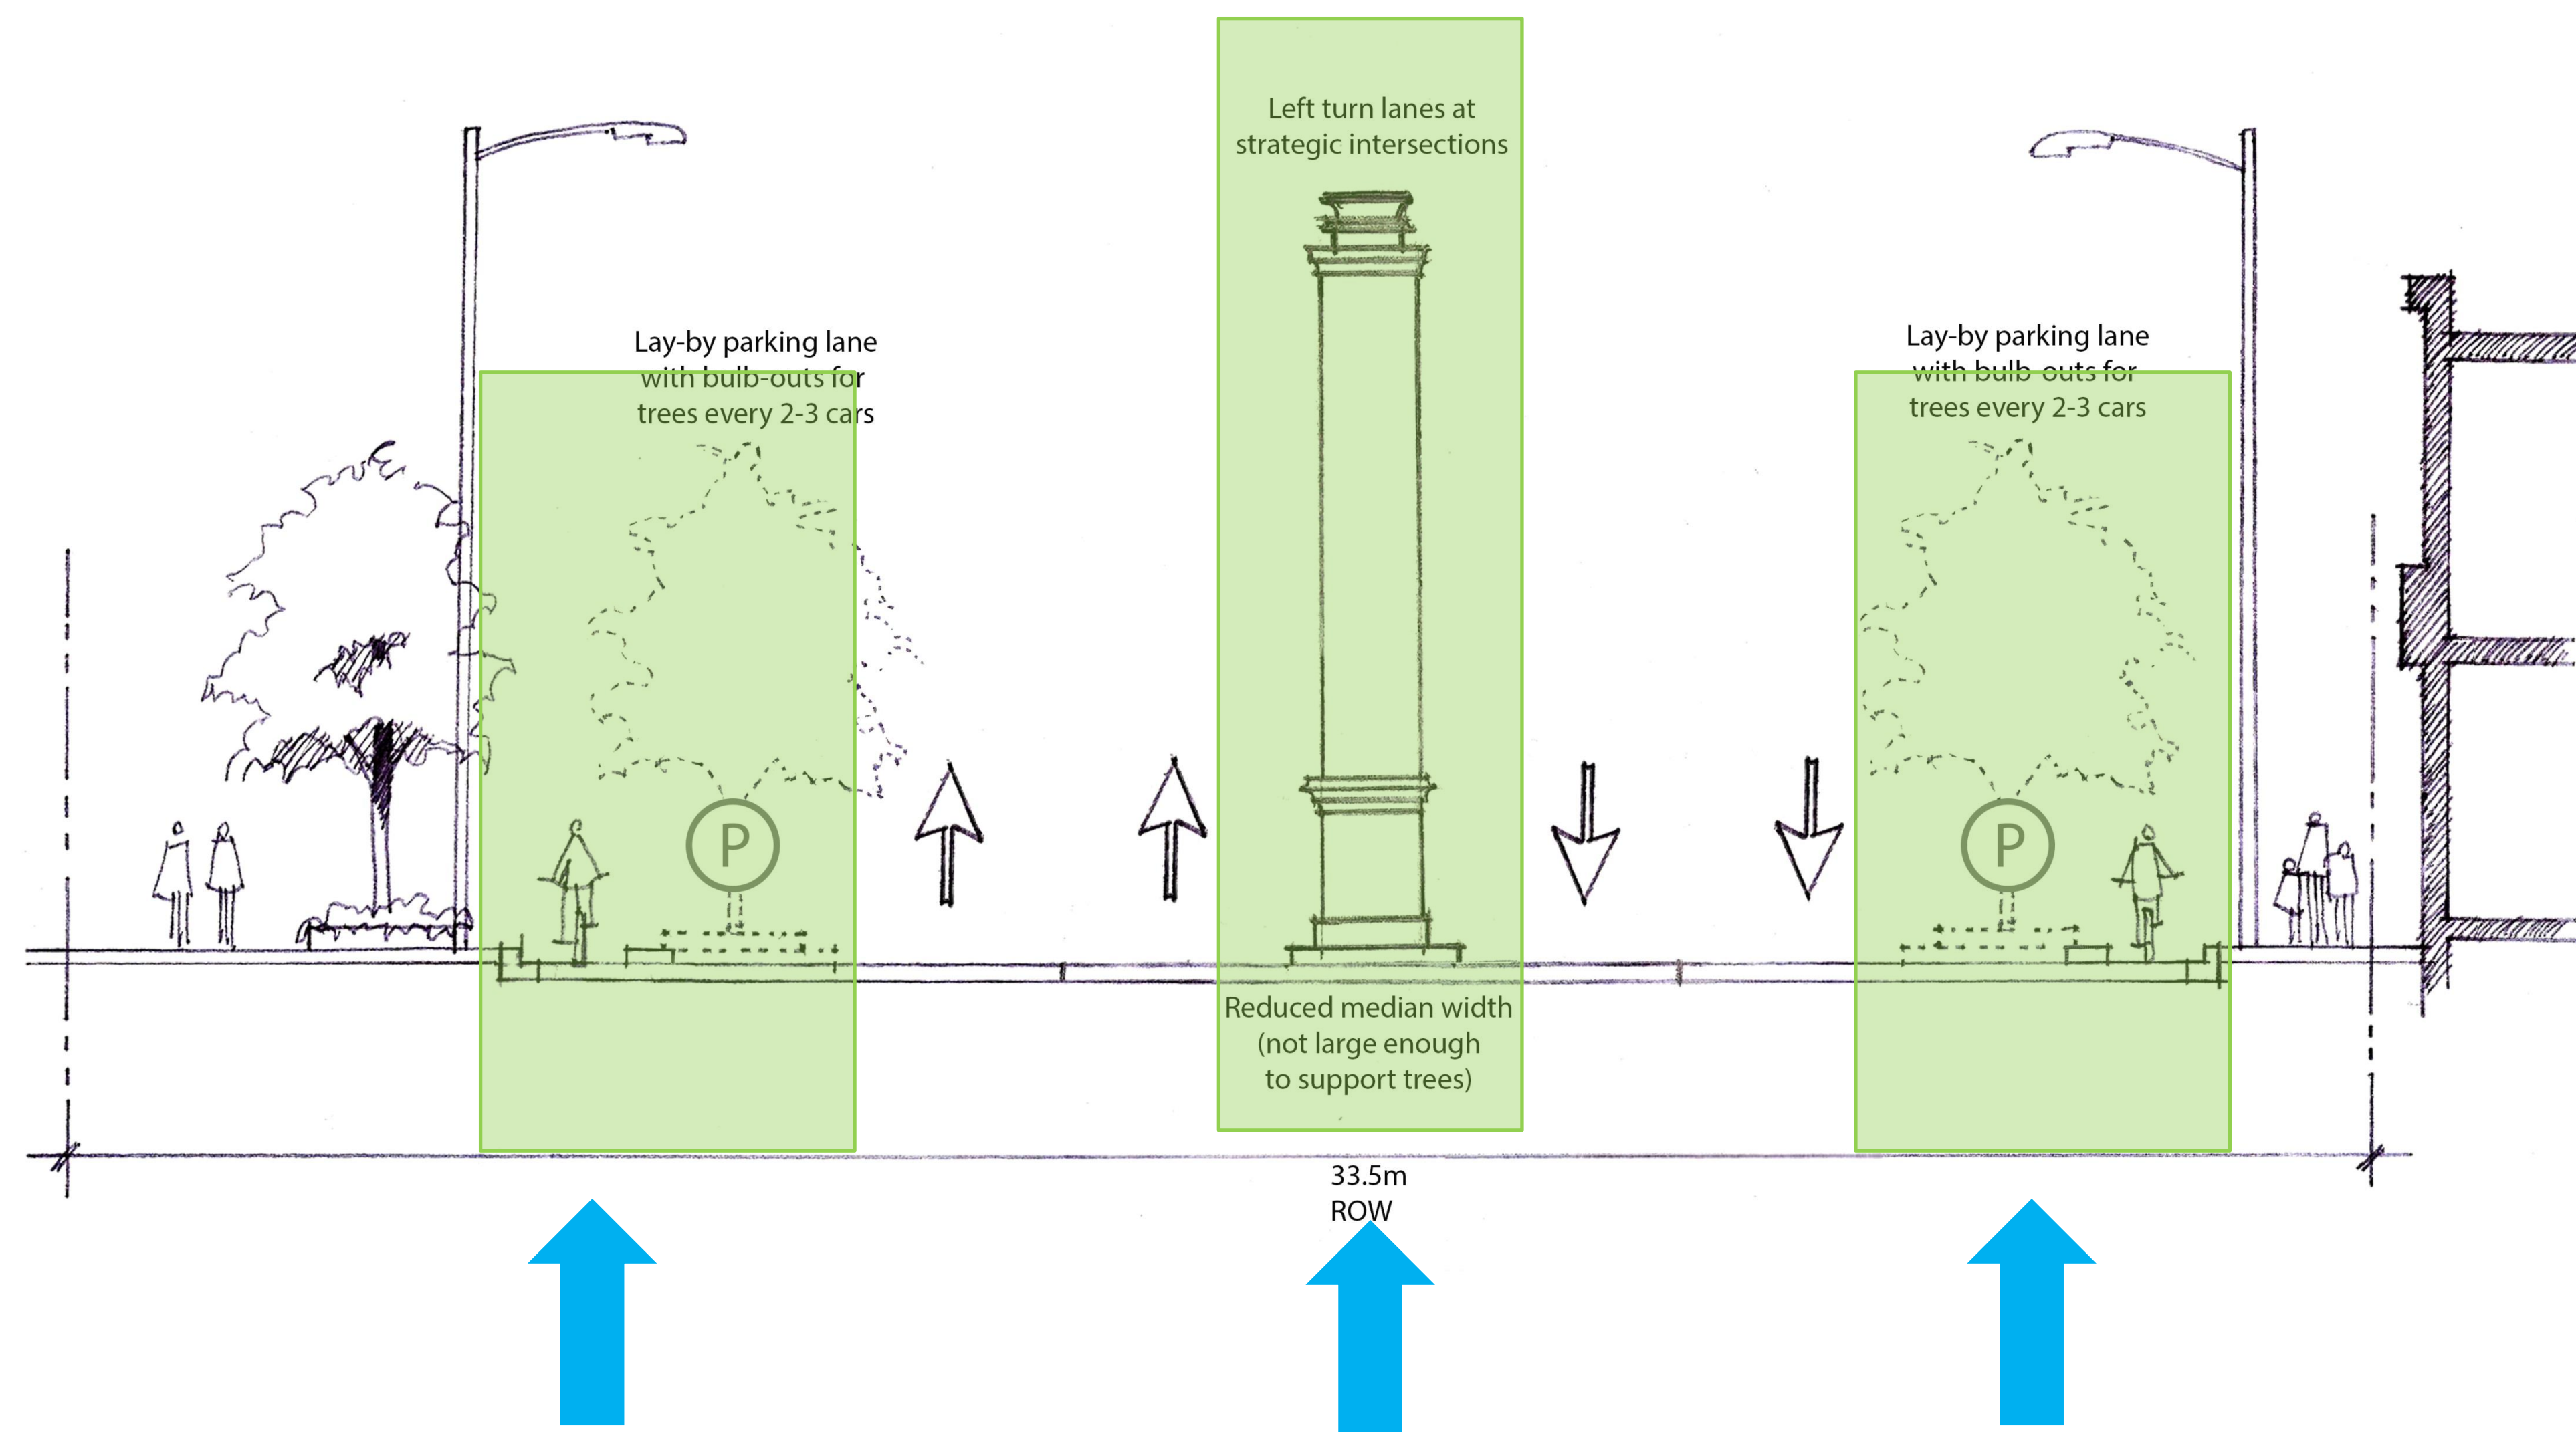 Left turn lanes at
strategic intersections
Lay-by parking lane
with bulb-outs for
trees every 2-3 cars
Lay-by parking lane
with bulb-outs for
trees every 2-3 cars
P
P
Reduced median width
(not large enough
to support trees)
33.5m
ROW